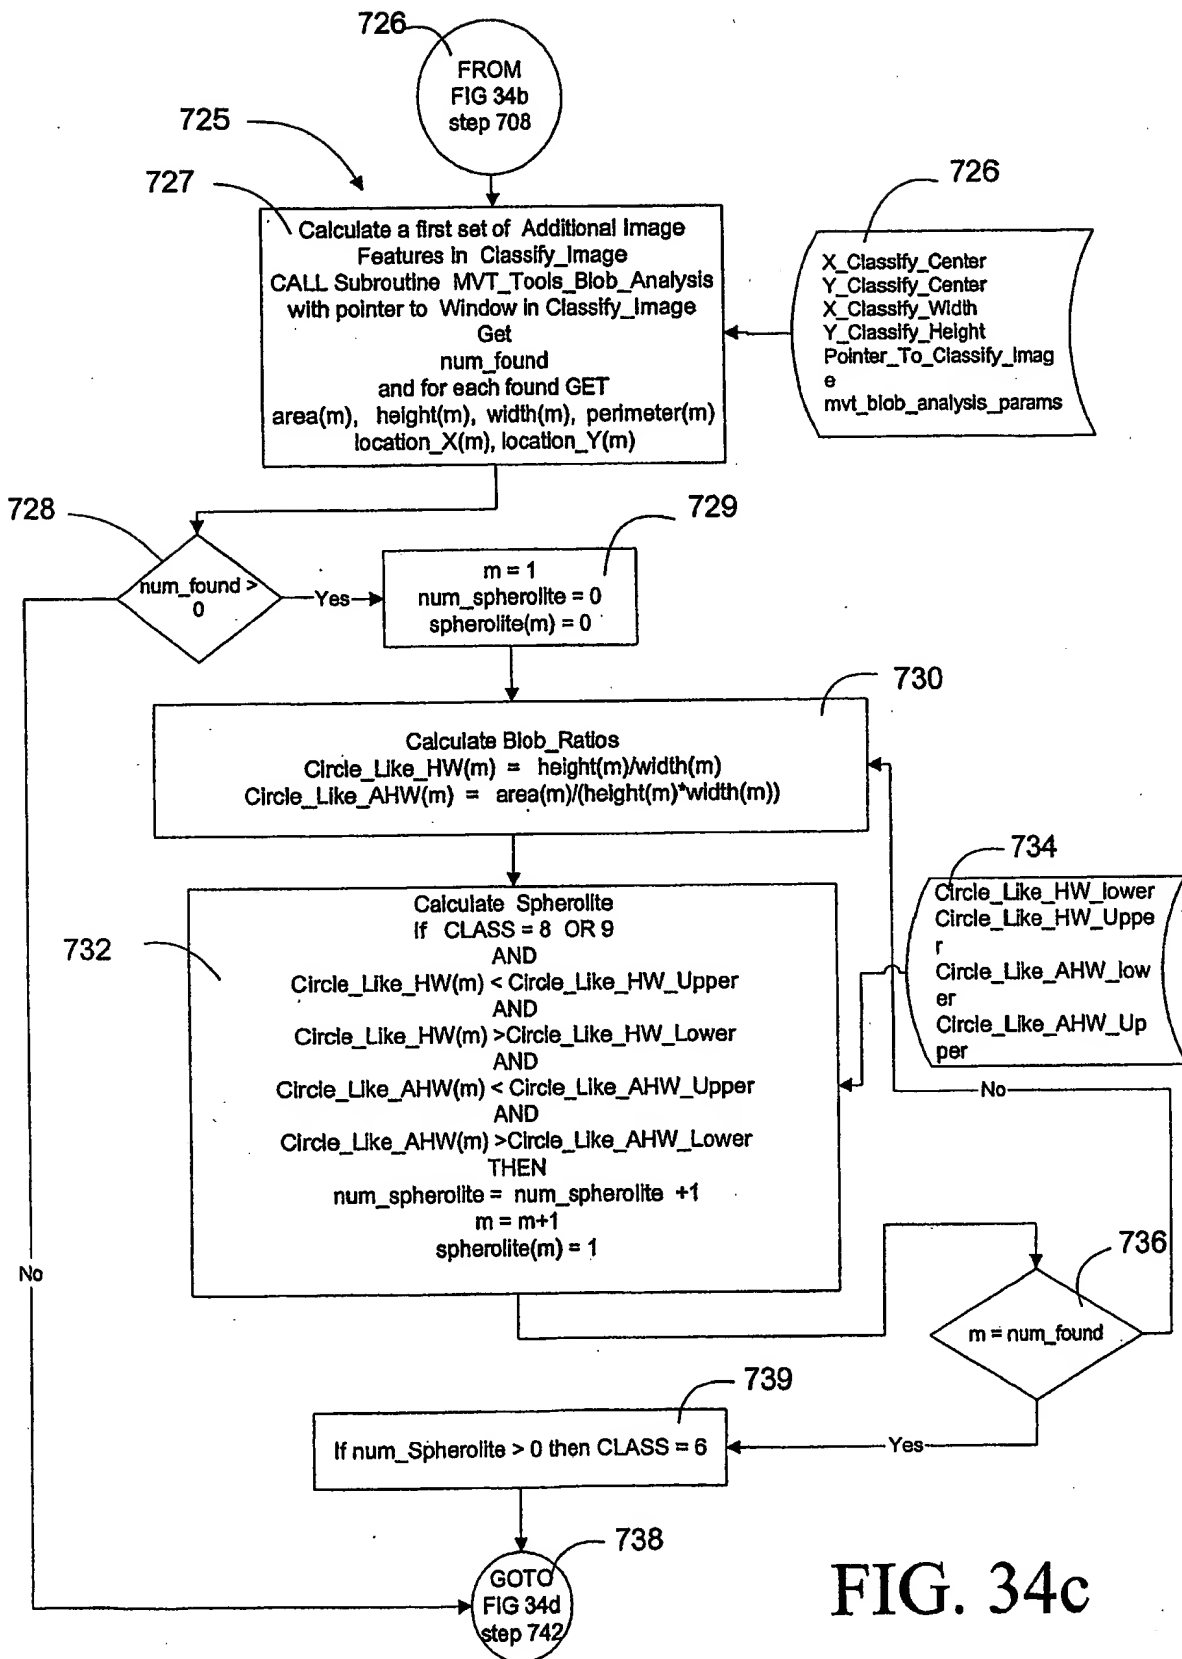 726
FROM
FIG 34b
step 708
725
727
Calculate a first set of Additional Image
Features in Classify_Image
CALL Subroutine MVT_Tools_Blob_Analysis
with pointer to Window in Classify_Image
Get
num_found
and for each found GET
area(m), height(m), width(m), perimeter(m)
location_X(m), location_Y(m)
726
X_Classify_Center
Y_Classify_Center
X_Classify_Width
Y_Classify_Height
Pointer_To_Classify_Imag
e
mvt_blob_analysis_params
728
num_found >
0
Yes
729
m = 1
num_spherolite = 0
spherolite(m) = 0
730
Calculate Blob_Ratios
Circle_Like_HW(m) = height(m)/width(m)
Circle_Like_AHW(m) = area(m)/(height(m)*width(m))
734
Circle_Like_HW_lower
Circle_Like_HW_Uppe
r
Circle_Like_AHW_low
er
Circle_Like_AHW_Up
per
732
Calculate Spherolite
If CLASS = 8 OR 9
AND
Circle_Like_HW(m) < Circle_Like_HW_Upper
AND
Circle_Like_HW(m) >Circle_Like_HW_Lower
AND
Circle_Like_AHW(m) < Circle_Like_AHW_Upper
AND
Circle_Like_AHW(m) >Circle_Like_AHW_Lower
THEN
num_spherolite = num_spherolite +1
m = m+1
spherolite(m) = 1
No
No
736
m = num_found
Yes
739
If num_Spherolite > 0 then CLASS = 6
738
GOTO
FIG 34d
step 742
FIG. 34c